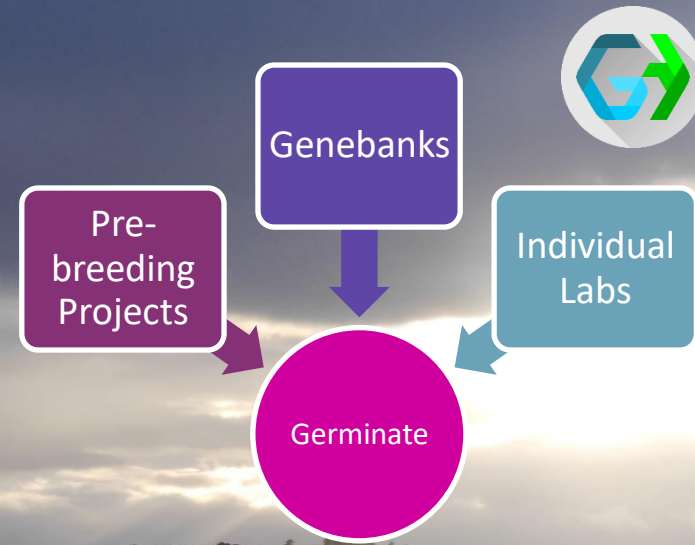 Genebanks
Pre-
breeding
Projects
Individual
Labs
Germinate